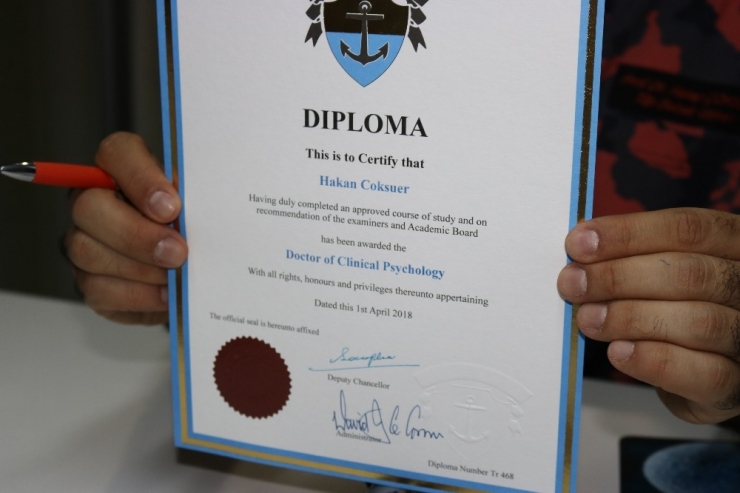 DIPLOMA
This is to Certify that
Hakan Coksuer
Having duly completed an approved course of study and on
recommendation of the examiners and Academic Board
has been awarded the
Doctor of Clinical Psychology
With all rights, honours and privileges thereunto appertaining
Dated this 1st April 2018
The official seal is hereunto affixed
Deputy Chancellor
Diploma Number Tr 468